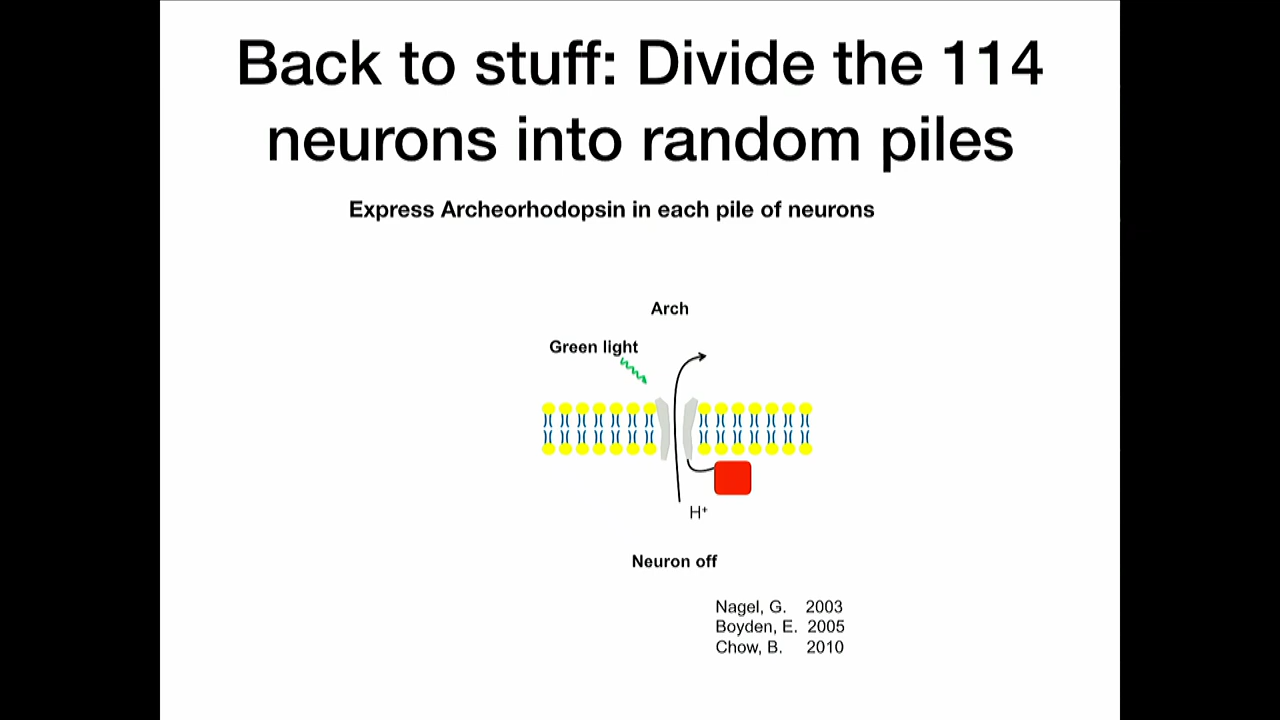 Back to stuff: Divide the 114
neurons into random piles
Express Archeorhodopsin in each pile of neurons
Arch
Green light
H⁺
Neuron off
Nagel, G. 2003
Boyden, E. 2005
Chow, B. 2010